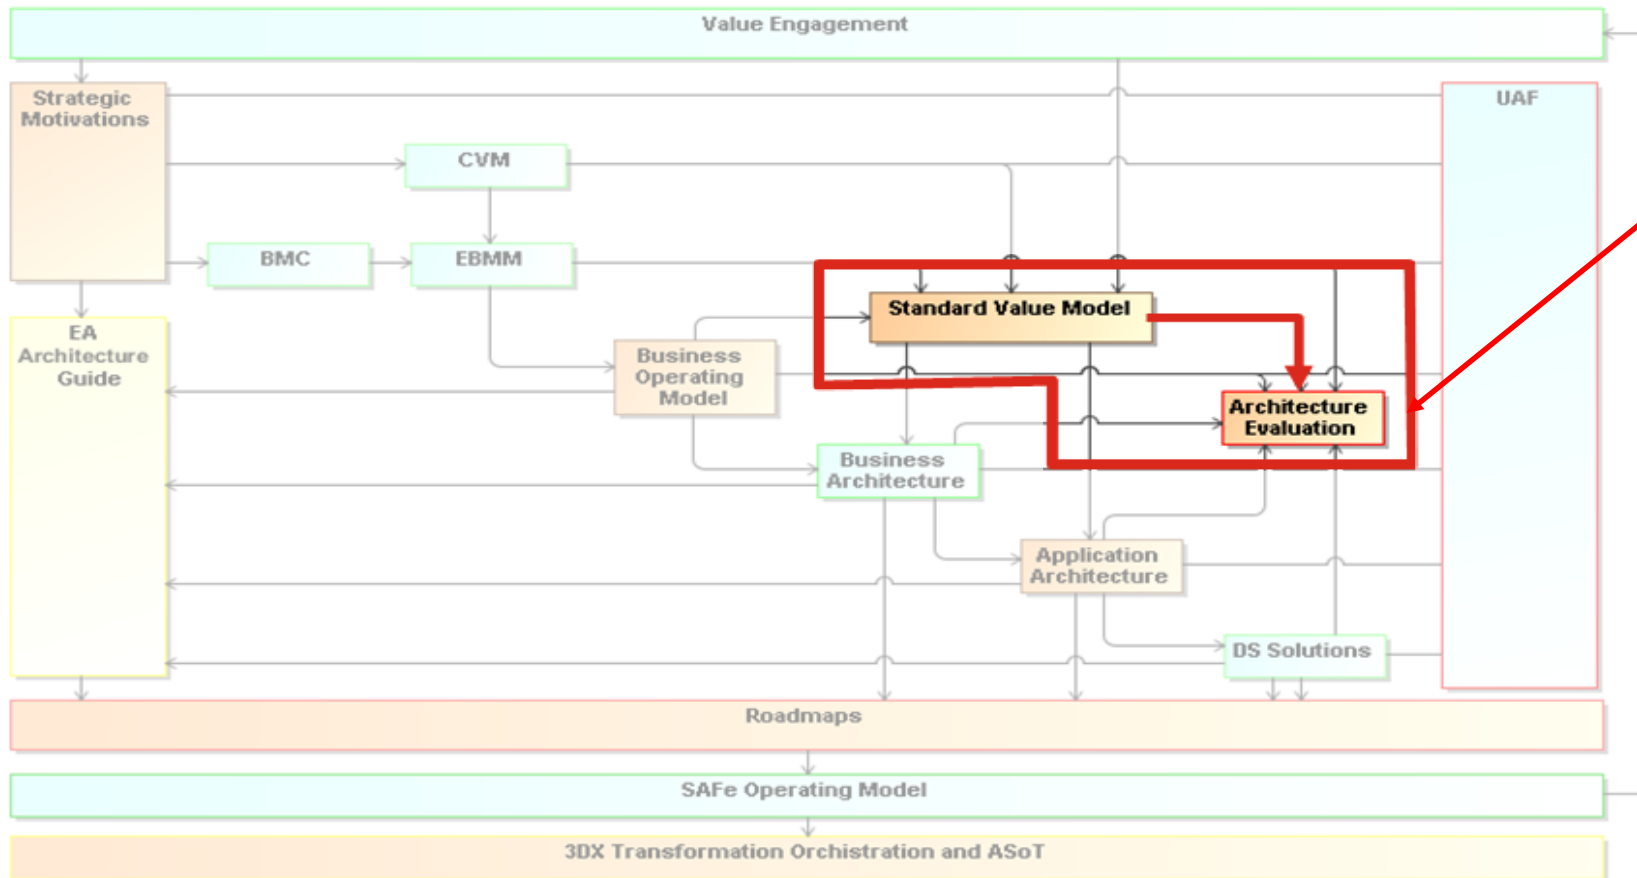 Value Engagement
Strategic
Motivations
UAF
CVM
BMC
EBMM
Standard Value Model
EA
Architecture
Guide
Business
Operating
Model
Architecture
Evaluation
Business
Architecture
Application
Architecture
DS Solutions
Roadmaps
SAFe Operating Model
3DX Transformation Orchistration and ASoT